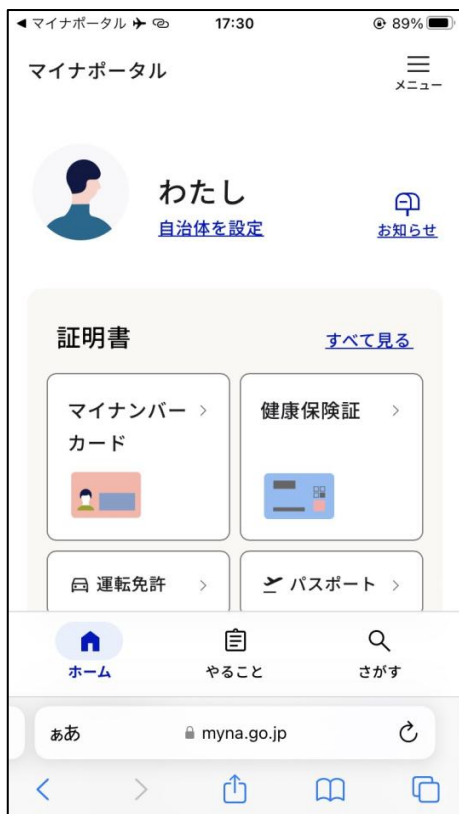 マイナポータル 17:30 89%
マイナポータル
メニュー
わたし
自治体を設定
お知らせ
証明書 すべて見る
マイナンバー
カード
健康保険証
運転免許 パスポート
ホーム やること さがす
ぁあ myna.go.jp